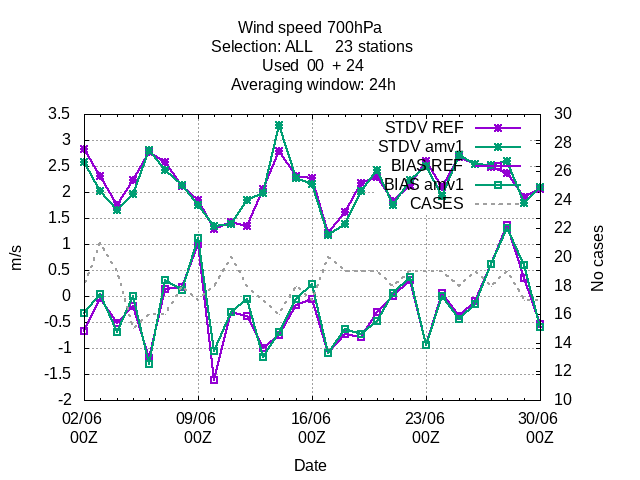 Wind speed 700hPa
Selection: ALL 23 stations
Used 00 + 24
Averaging window: 24h
STDV REF
STDV amv1
BIAS REF
BIAS amv1
CASES
3.5
3
2.5
2
1.5
1
0.5
0
-0.5
-1
-1.5
-2
m/s
30
28
26
24
22
20
18
16
14
12
10
No cases
02/06 09/06 16/06 23/06 30/06
00Z 00Z 00Z 00Z 00Z
Date